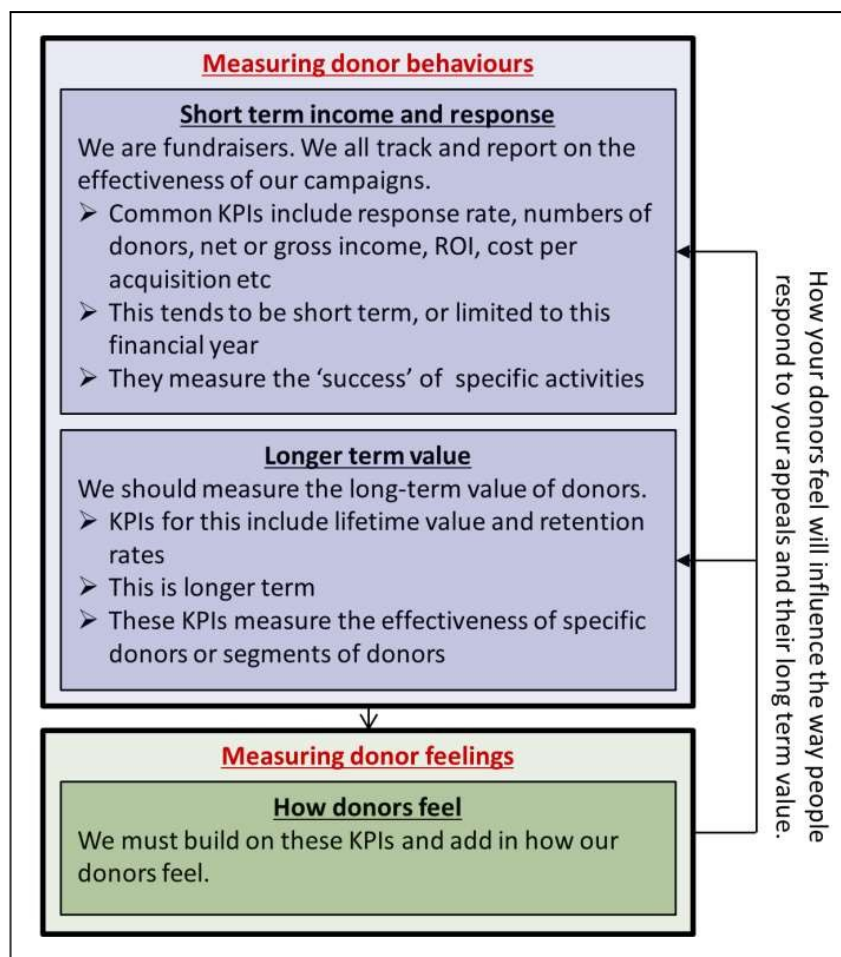 Measuring donor behaviours
Short term income and response
We are fundraisers. We all track and report on the
effectiveness of our campaigns.
➢ Common KPIs include response rate, numbers of
donors, net or gross income, ROI, cost per
acquisition etc
➢ This tends to be short term, or limited to this
financial year
➢ They measure the ‘success’ of  specific activities
Longer term value
We should measure the long-term value of donors.
➢ KPIs for this include lifetime value and retention
rates
➢ This is longer term
➢ These KPIs measure the effectiveness of specific
donors or segments of donors
Measuring donor feelings
How donors feel
We must build on these KPIs and add in how our
donors feel.
How your donors feel will influence the way people
respond to your appeals and their long term value.